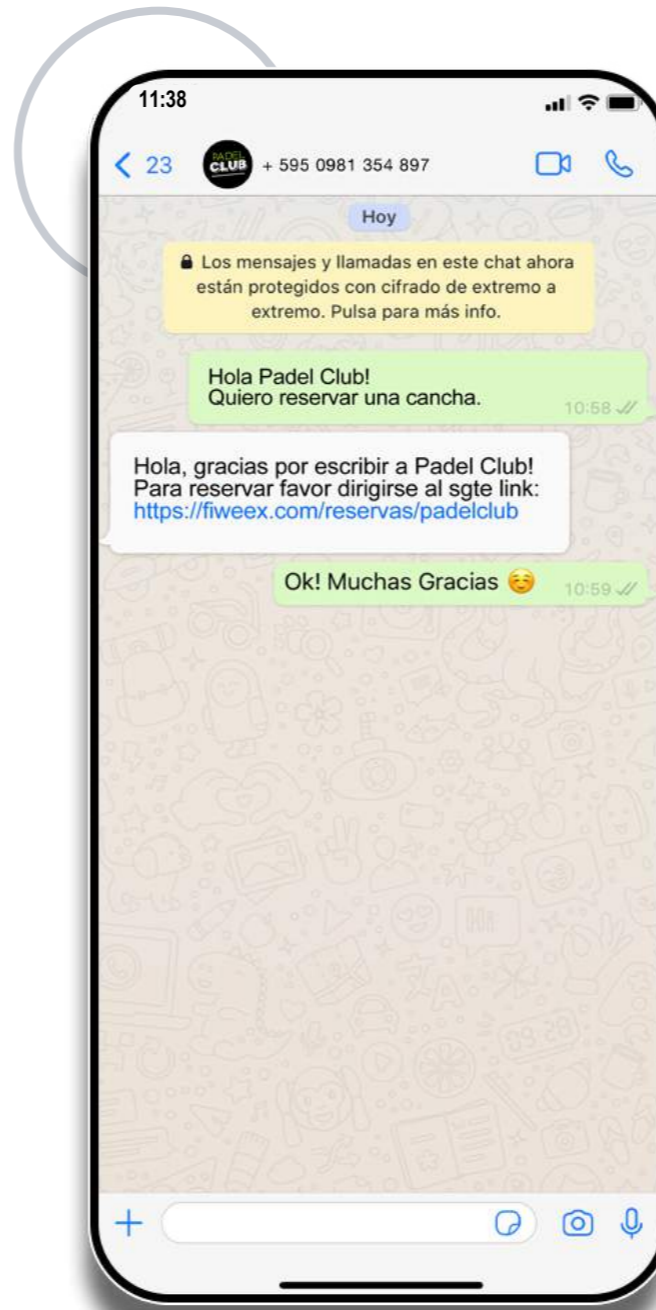 11:38
23
PADEL
CLUB
+ 595 0981 354 897
Hoy
Los mensajes y llamadas en este chat ahora
están protegidos con cifrado de extremo a
extremo. Pulsa para más info.
Hola Padel Club!
Quiero reservar una cancha.
10:58
Hola, gracias por escribir a Padel Club!
Para reservar favor dirigirse al sgte link:
https://fiweex.com/reservas/padelclub
Ok! Muchas Gracias ☺️
10:59